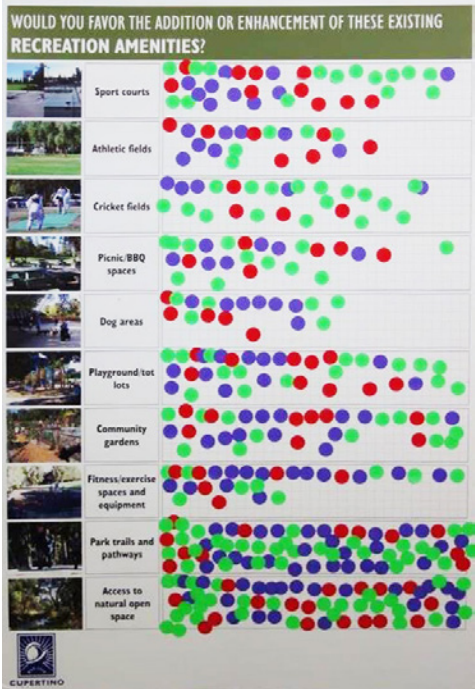 WOULD YOU FAVOR THE ADDITION OR ENHANCEMENT OF THESE EXISTING
RECREATION AMENITIES?
Sport courts
Athletic fields
Cricket fields
Picnic/BBQ
spaces
Dog areas
Playground/tot
lots
Community
gardens
Fitness/exercise
spaces and
equipment
Park trails and
pathways
Access to
natural open
space
CUPERTINO